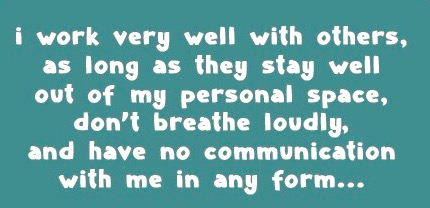 i work very well with others,
as long as they stay well
out of my personal space,
don't breathe loudly,
and have no communication
with me in any form...